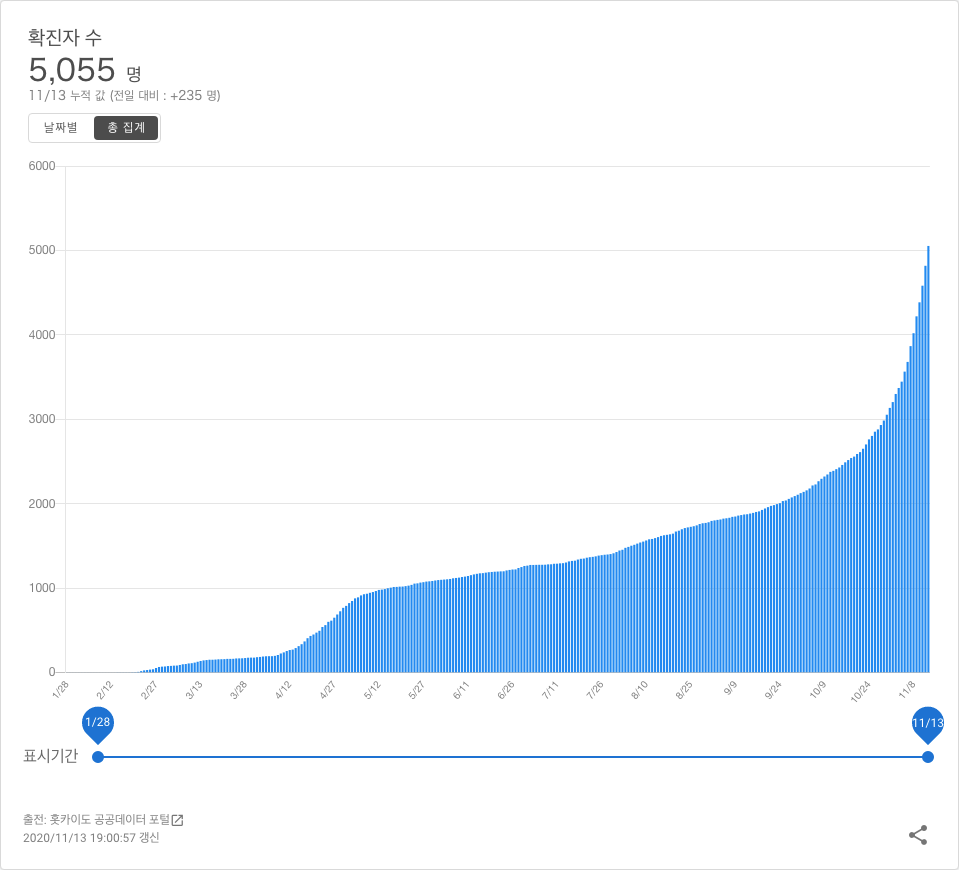 확진자 수
5,055 명
11/13 누적 값 (전일 대비 : +235 명)
날짜별 총 집계
6000
5000
4000
3000
2000
1000
0
1/28 2/12 2/27 3/13 3/28 4/12 4/27 5/12 5/27 6/11 6/26 7/11 7/26 8/10 8/25 9/9 9/24 10/9 10/24 11/8
1/28 11/13
표시기간
출전: 홋카이도 공공데이터 포털
2020/11/13 19:00:57 갱신